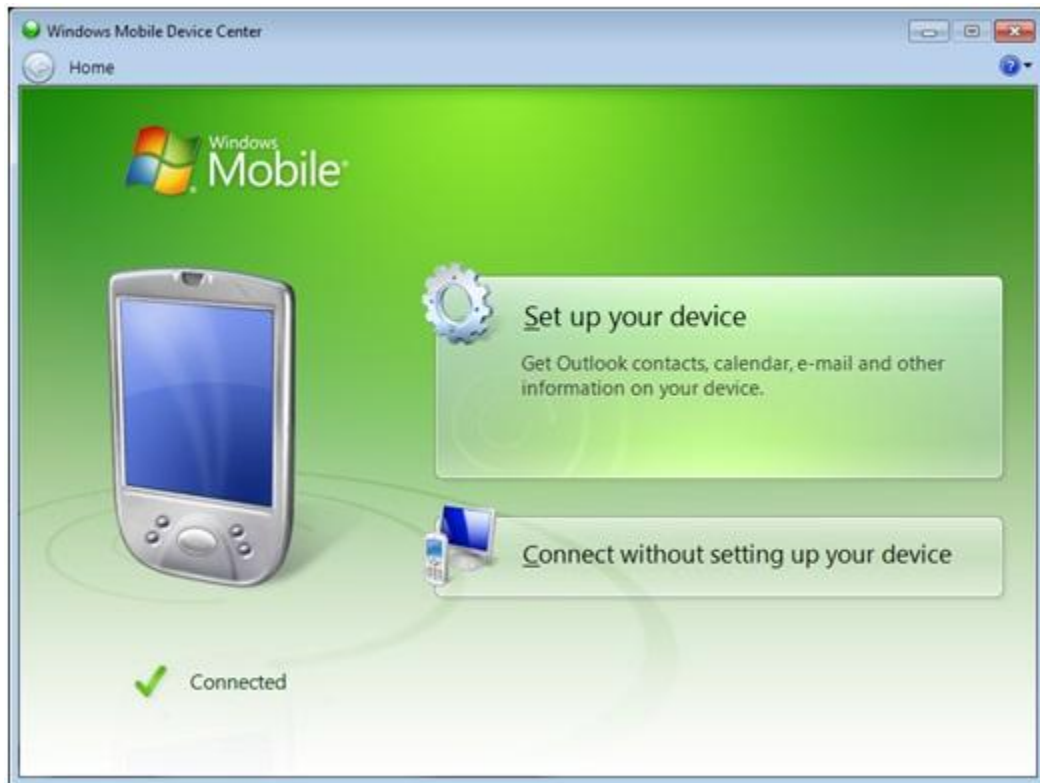 Windows Mobile Device Center
Home
Windows
Mobile
Set up your device
Get Outlook contacts, calendar, e-mail and other
information on your device.
Connect without setting up your device
Connected